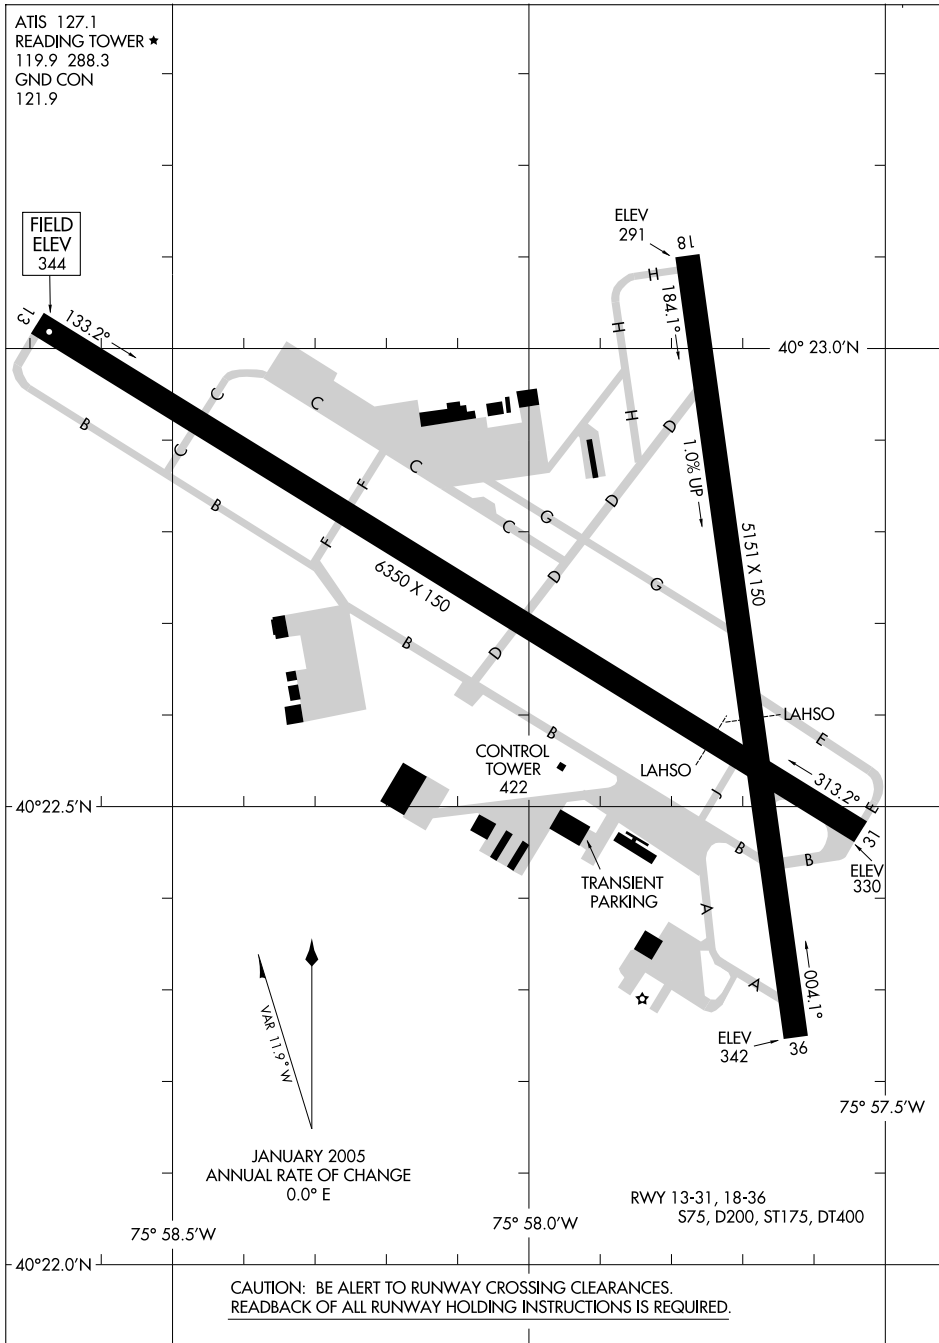 ATIS 127.1
READING TOWER ★
119.9 288.3
GND CON
121.9
ELEV
291
18
FIELD
ELEV
344
H
184.1°
H
13
133.2°
40° 23.0'N
C
C
H
B
C
D
1.0% UP
C
F
D
B
C
G
5151 X 150
F
6350 X 150
D
G
B
D
LAHSO
B
E
CONTROL
TOWER
422
LAHSO
313.2°
J
E
40°22.5'N
31
B
B
ELEV
330
TRANSIENT
PARKING
A
A
004.1°
VAR 11.9° W
ELEV
342
36
75° 57.5'W
JANUARY 2005
ANNUAL RATE OF CHANGE
0.0° E
RWY 13-31, 18-36
S75, D200, ST175, DT400
75° 58.5'W
75° 58.0'W
40°22.0'N
CAUTION: BE ALERT TO RUNWAY CROSSING CLEARANCES.
READBACK OF ALL RUNWAY HOLDING INSTRUCTIONS IS REQUIRED.